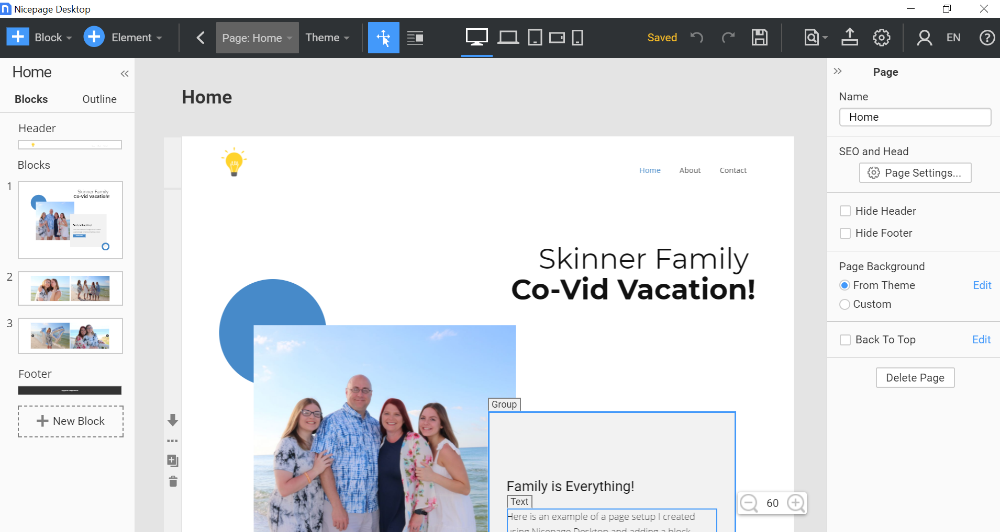 Nicepage Desktop
Block
Element
Page: Home
Theme
Saved
EN
Home
Blocks
Outline
Header
Blocks
1
Skinner Family
Co-Vid Vacation!
Family is Everything!
2
3
Footer
New Block
Home
Home
About
Contact
Skinner Family
Co-Vid Vacation!
Group
Family is Everything!
Text
Here is an example of a page setup I created
using Nicepage Desktop and adding a block
60
Page
Name
Home
SEO and Head
Page Settings...
Hide Header
Hide Footer
Page Background
From Theme
Edit
Custom
Back To Top
Edit
Delete Page